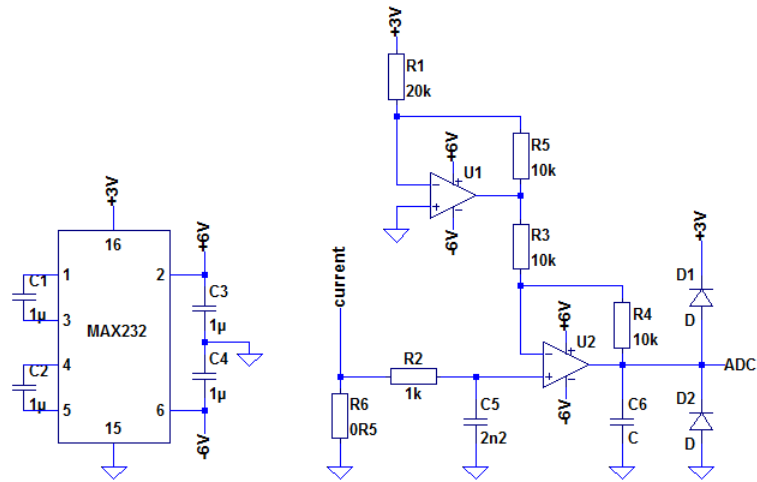 +3V
R1
20k
+6V
U1
R5
10k
-6V
+3V
16
+6V
1
2
C1
1µ
C3
1µ
3
MAX232
4
C2
1µ
C4
1µ
5
6
15
-6V
R3
10k
current
+3V
D1
D
R4
10k
+6V
U2
R2
1k
ADC
-6V
R6
0R5
C5
2n2
C6
C
D2
D